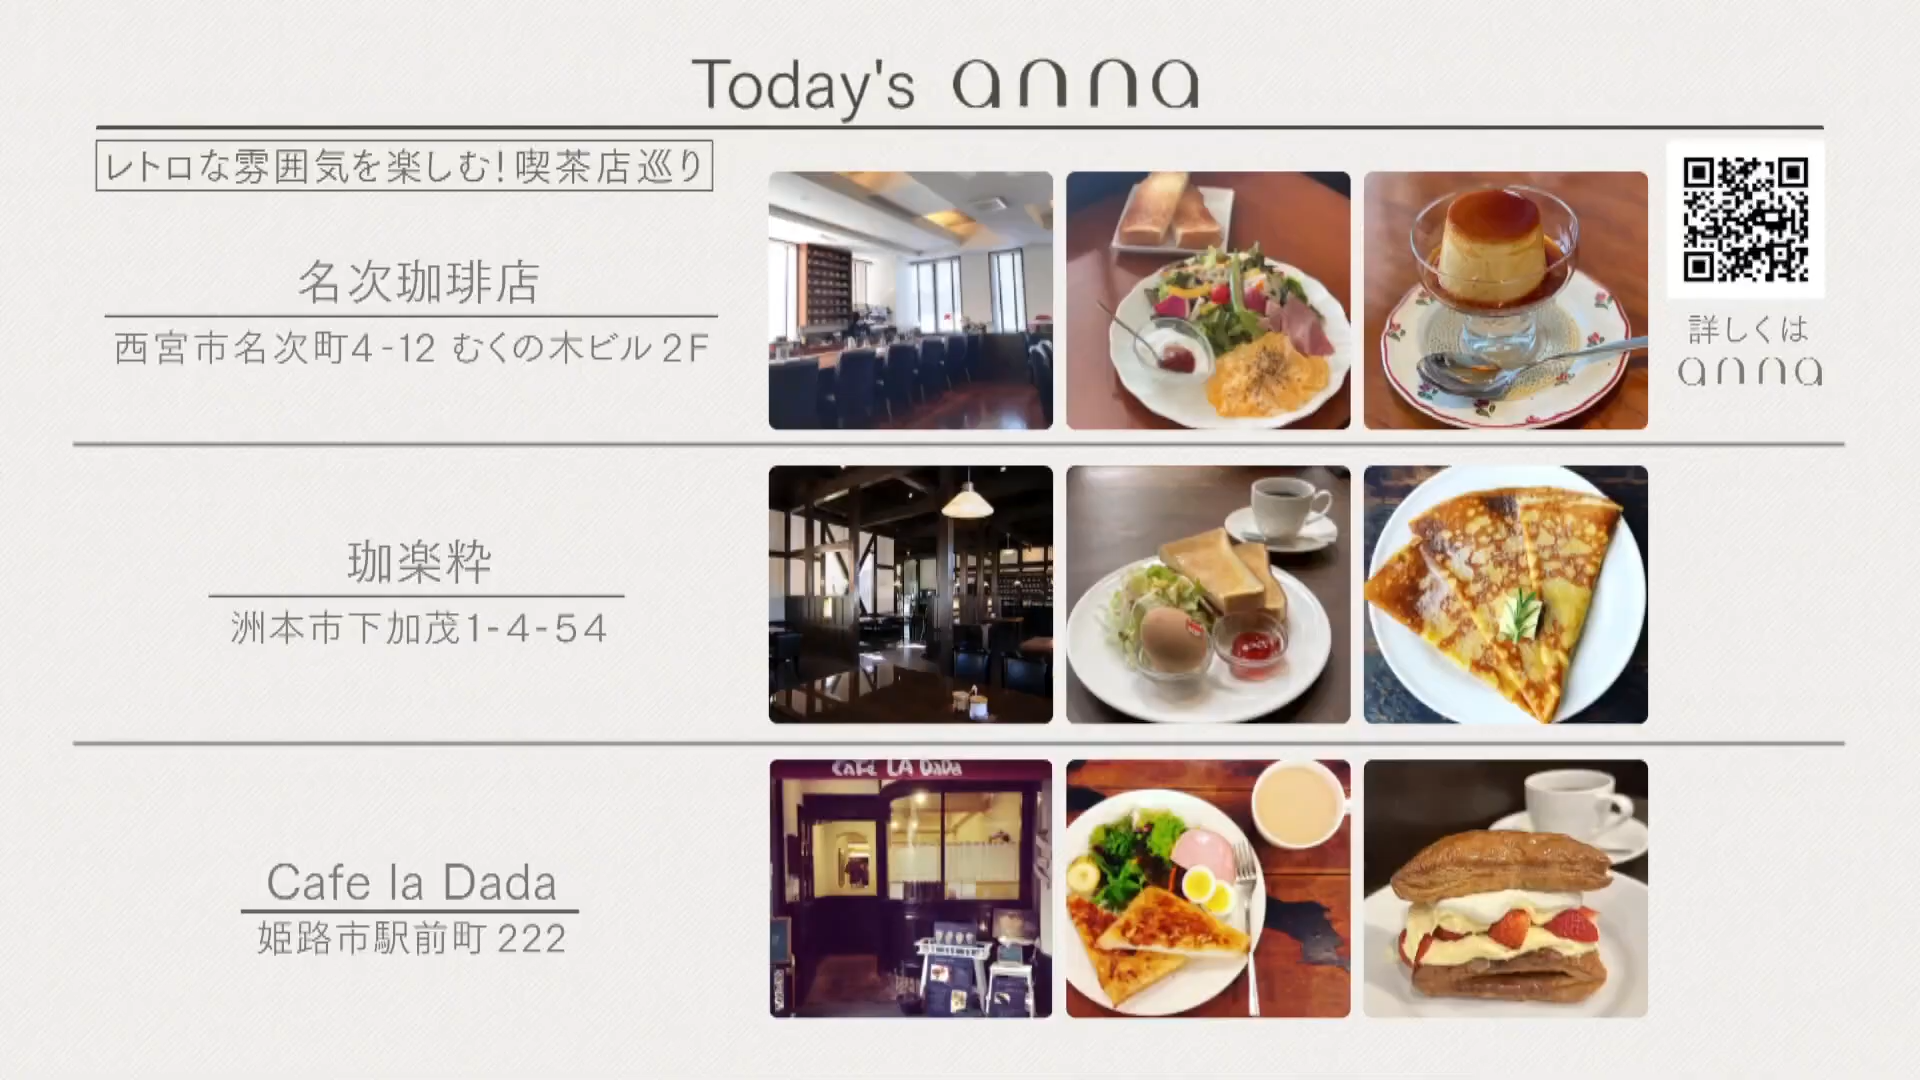 Today's anna
レトロな雰囲気を楽しむ!喫茶店巡り
名次珈琲店
西宮市名次町4-12 むくの木ビル2F
詳しくは
anna
珈楽粋
洲本市下加茂1-4-54
CaFE LA DaDa
Cafe la Dada
姫路市駅前町222